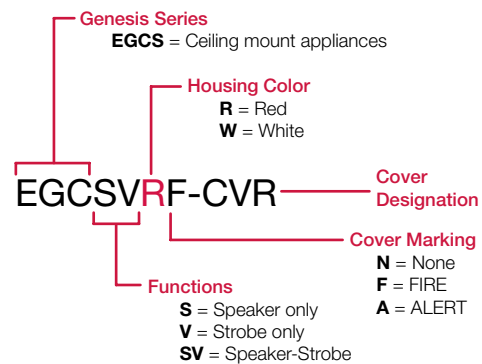 Genesis Series
EGCS = Ceiling mount appliances
Housing Color
R = Red
W = White
EGCSVRF-CVR
Cover
Designation
Cover Marking
N = None
F = FIRE
A = ALERT
Functions
S = Speaker only
V = Strobe only
SV = Speaker-Strobe